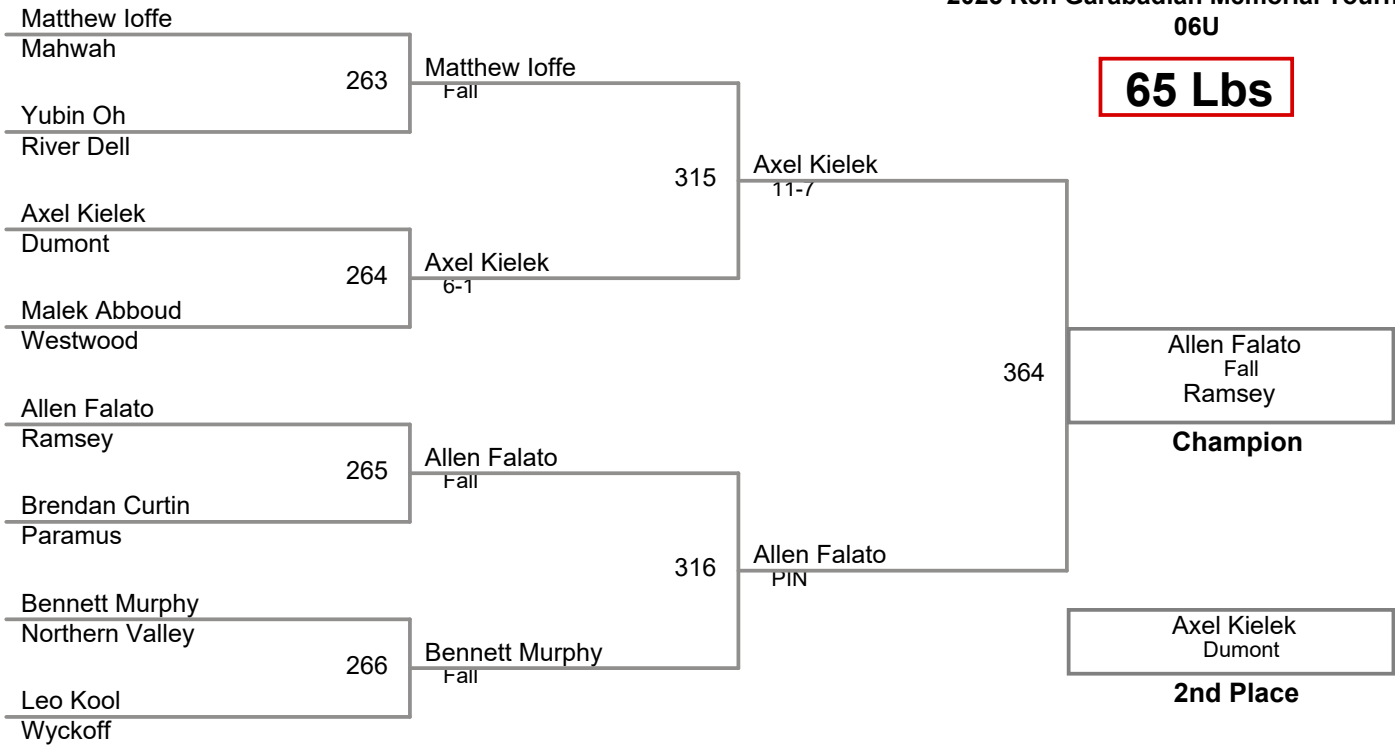 06U
65 Lbs
Matthew Ioffe
Mahwah
263
Yubin Oh
River Dell
Matthew Ioffe
Fall
Axel Kielek
Dumont
264
Malek Abboud
Westwood
Axel Kielek
6-1
315
Axel Kielek
11-7
Allen Falato
Ramsey
265
Brendan Curtin
Paramus
Allen Falato
Fall
Bennett Murphy
Northern Valley
266
Leo Kool
Wyckoff
Bennett Murphy
Fall
316
Allen Falato
PIN
364
Allen Falato
Fall
Ramsey
Champion
Axel Kielek
Dumont
2nd Place